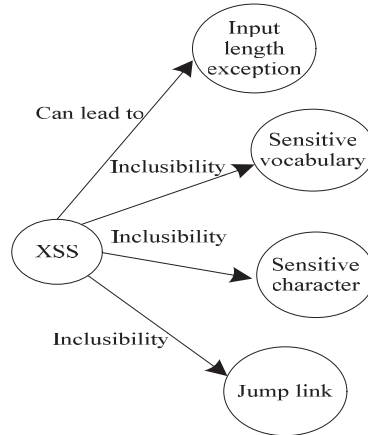 Input
length
exception
Can lead to
Sensitive
vocabulary
Inclusibility
XSS
Inclusibility
Sensitive
character
Inclusibility
Jump link